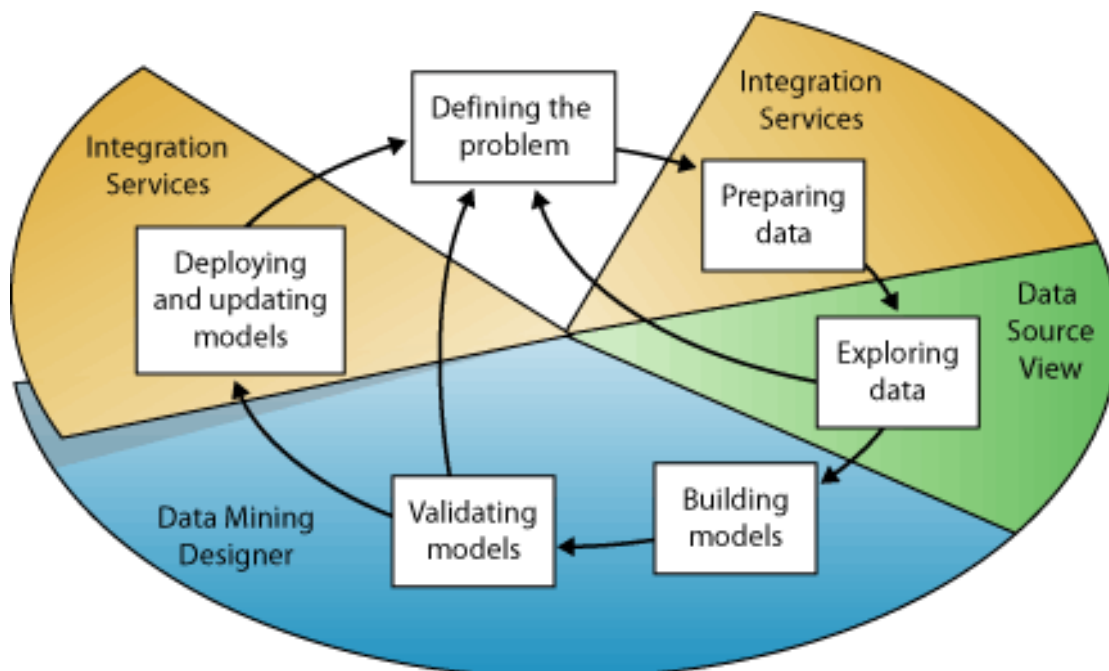 Defining the
problem
Integration
Services
Preparing
data
Data
Source
View
Exploring
data
Building
models
Validating
models
Data Mining
Designer
Deploying
and updating
models
Integration
Services